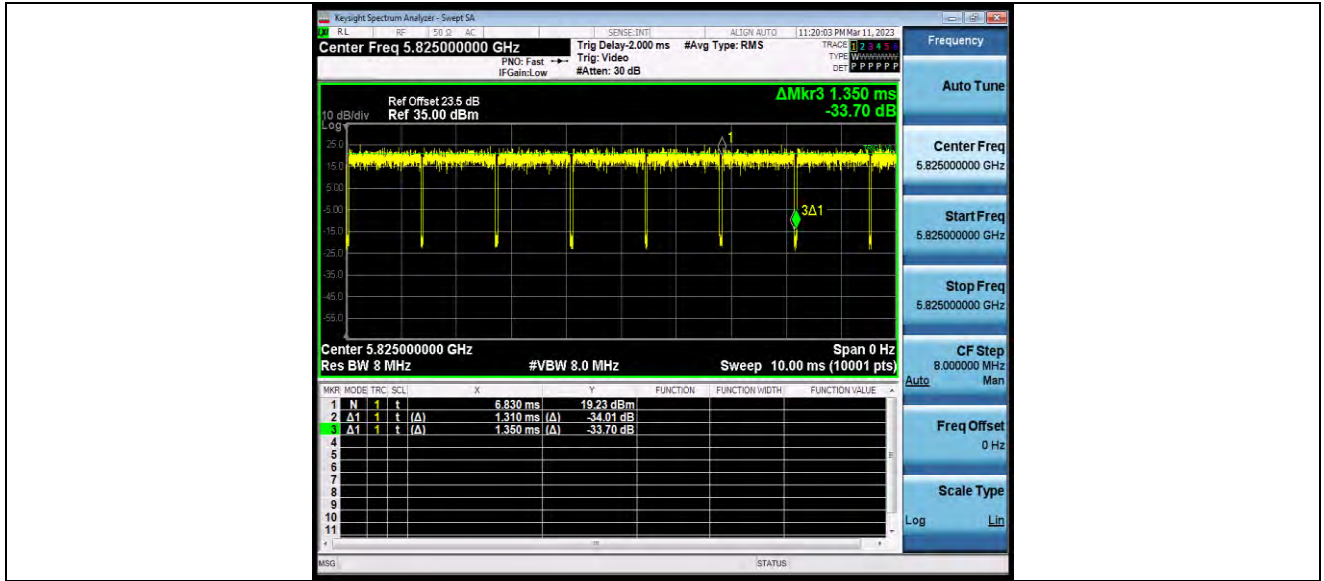 Keysight Spectrum Analyzer - Swept SA
RL RF 50 Ω AC SENSE:INT ALIGN AUTO 11:20:03 PM Mar 11, 2023
Center Freq 5.825000000 GHz
PNO: Fast
IFGain:Low
Trig Delay-2.000 ms
Trig: Video
#Atten: 30 dB
#Avg Type: RMS
TRACE 1 2 3 4 5 6
TYPE W
DET P P P P P P
Ref Offset 23.5 dB
10 dB/div Ref 35.00 dBm
Log
ΔMkr3 1.350 ms
-33.70 dB
25.0
15.0
5.00
-5.00
-15.0
-25.0
-35.0
-45.0
-55.0
1
3Δ1
Center 5.825000000 GHz Span 0 Hz
Res BW 8 MHz #VBW 8.0 MHz Sweep 10.00 ms (10001 pts)
MKR MODE TRC SCL X Y FUNCTION FUNCTION WIDTH FUNCTION VALUE
1 N 1 t 6.830 ms 19.23 dBm
2 Δ1 1 t (Δ) 1.310 ms (Δ) -34.01 dB
3 Δ1 1 t (Δ) 1.350 ms (Δ) -33.70 dB
4
5
6
7
8
9
10
11
MSG STATUS
Frequency
Auto Tune
Center Freq
5.825000000 GHz
Start Freq
5.825000000 GHz
Stop Freq
5.825000000 GHz
CF Step
8.000000 MHz
Auto Man
Freq Offset
0 Hz
Scale Type
Log Lin